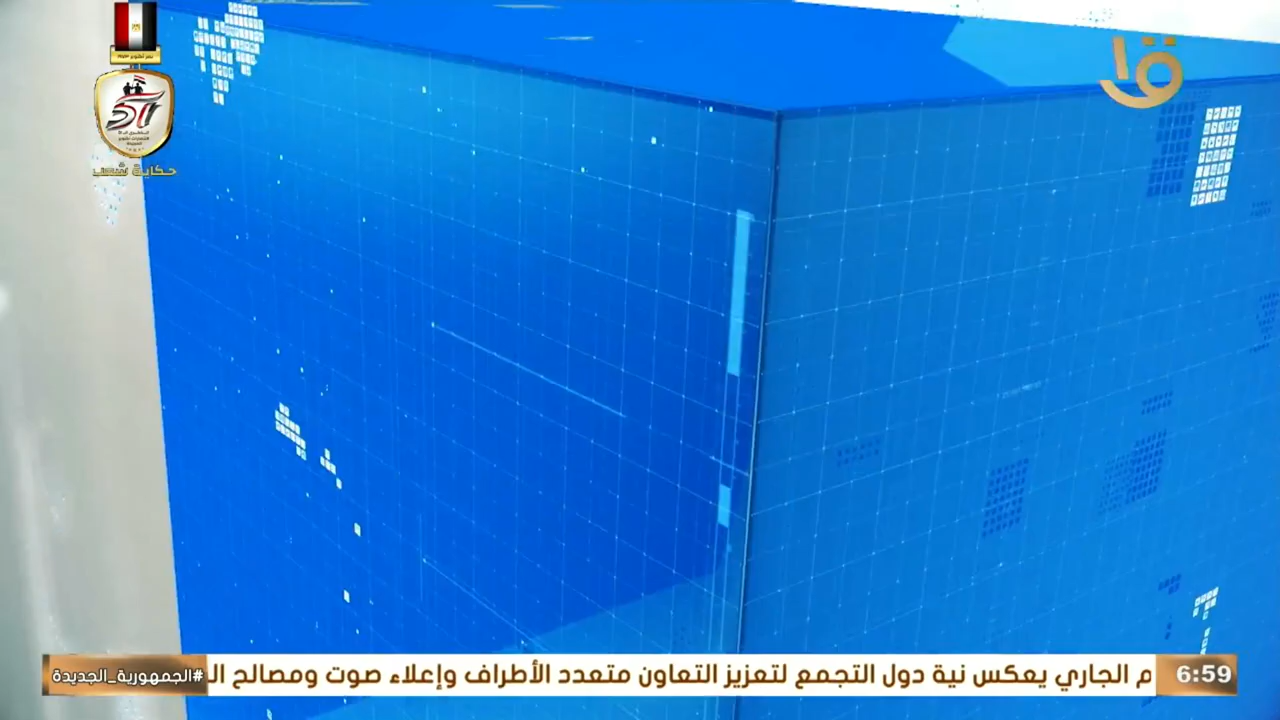 حكاية شعب
م الجاري يعكس نية دول التجمع لتعزيز التعاون متعدد الأطراف وإعلاء صوت ومصالح ال
#الجمهورية_الجديدة
6:59